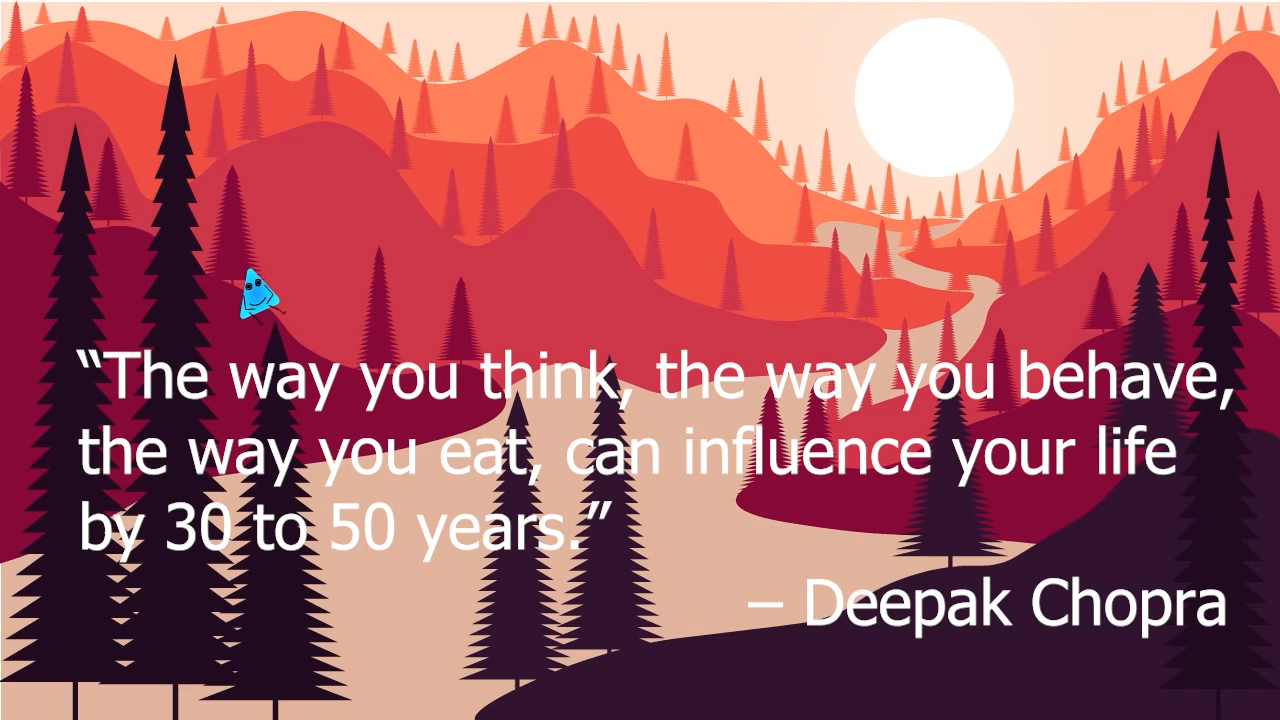 “The way you think, the way you behave,
the way you eat, can influence your life
by 30 to 50 years.”
– Deepak Chopra